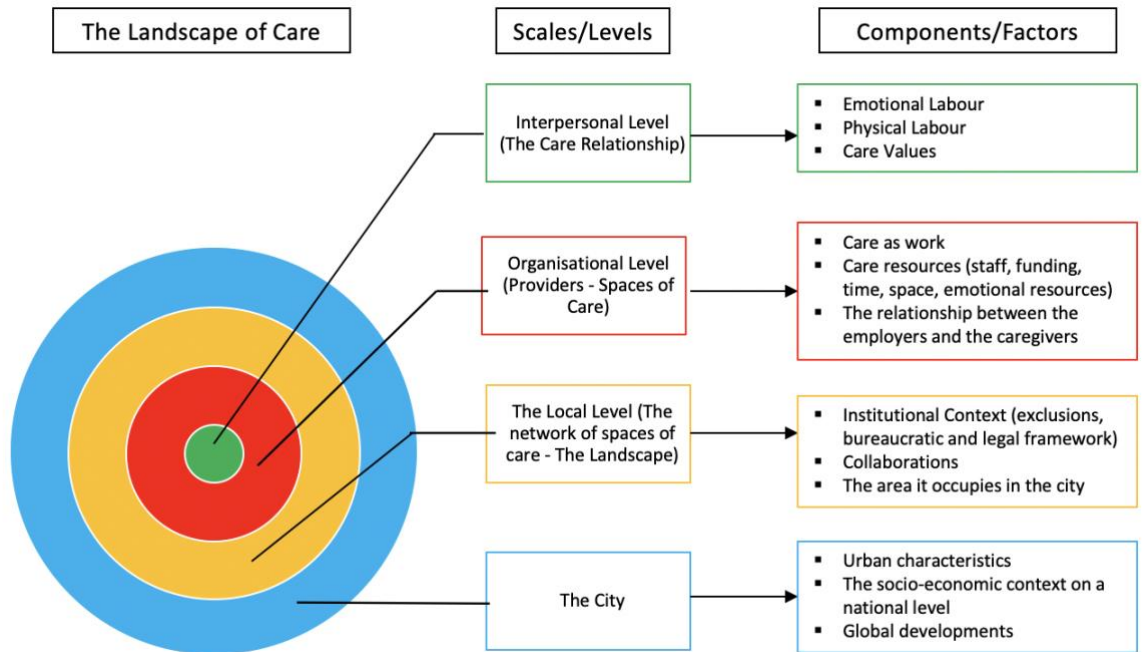 The Landscape of Care
Scales/Levels
Components/Factors
Interpersonal Level
(The Care Relationship)
▪ Emotional Labour
▪ Physical Labour
▪ Care Values
Organisational Level
(Providers - Spaces of
Care)
▪ Care as work
▪ Care resources (staff, funding,
time, space, emotional resources)
▪ The relationship between the
employers and the caregivers
The Local Level (The
network of spaces of
care - The Landscape)
▪ Institutional Context (exclusions,
bureaucratic and legal framework)
▪ Collaborations
▪ The area it occupies in the city
The City
▪ Urban characteristics
▪ The socio-economic context on a
national level
▪ Global developments